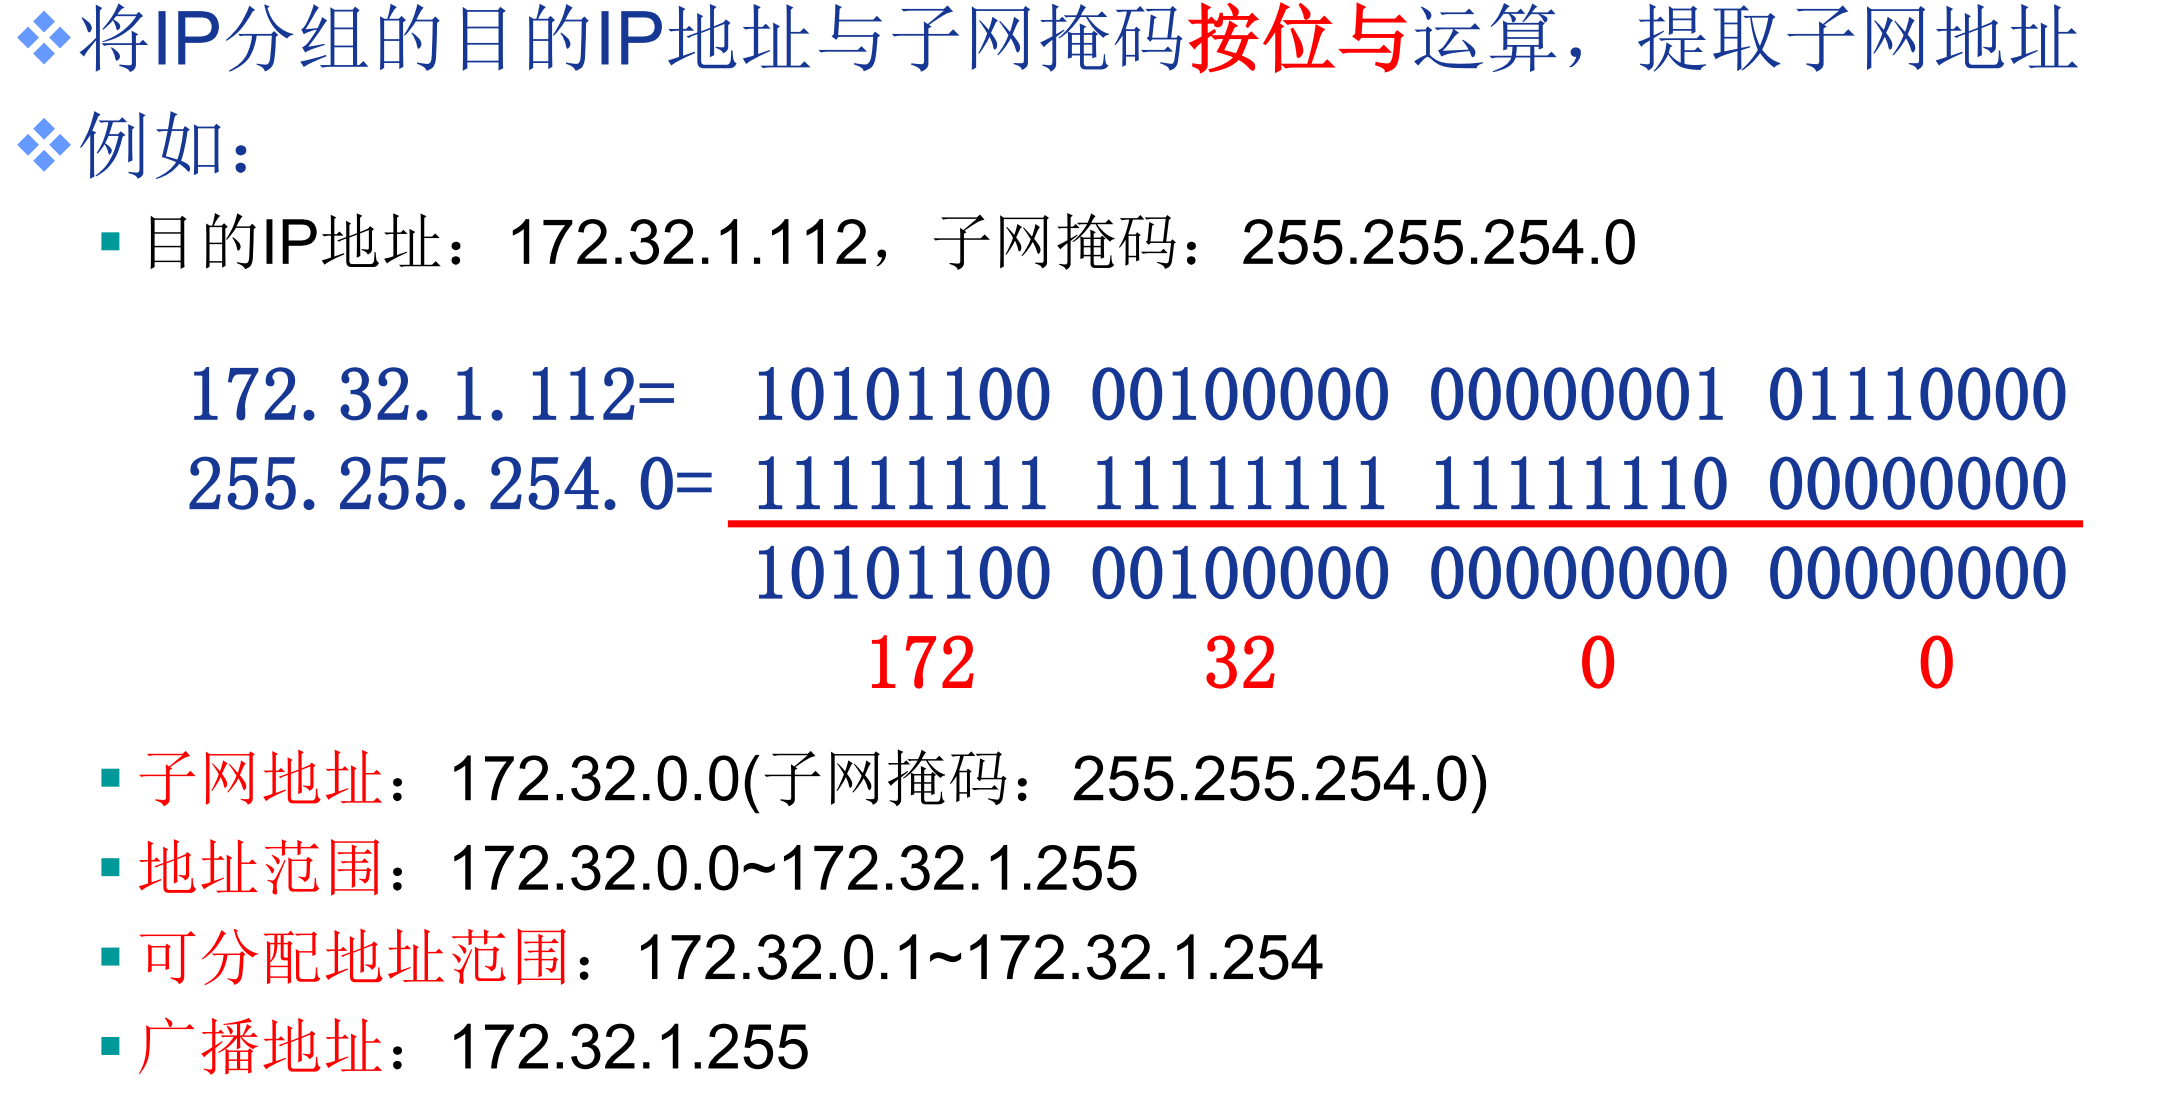 ❖将IP分组的目的IP地址与子网掩码按位与运算，提取子网地址
❖例如：
▪目的IP地址：172.32.1.112，子网掩码：255.255.254.0
172.32.1.112= 10101100 00100000 00000001 01110000
255.255.254.0= 11111111 11111111 11111110 00000000
10101100 00100000 00000000 00000000
172 32 0 0
▪子网地址：172.32.0.0(子网掩码：255.255.254.0)
▪地址范围：172.32.0.0~172.32.1.255
▪可分配地址范围：172.32.0.1~172.32.1.254
▪广播地址：172.32.1.255